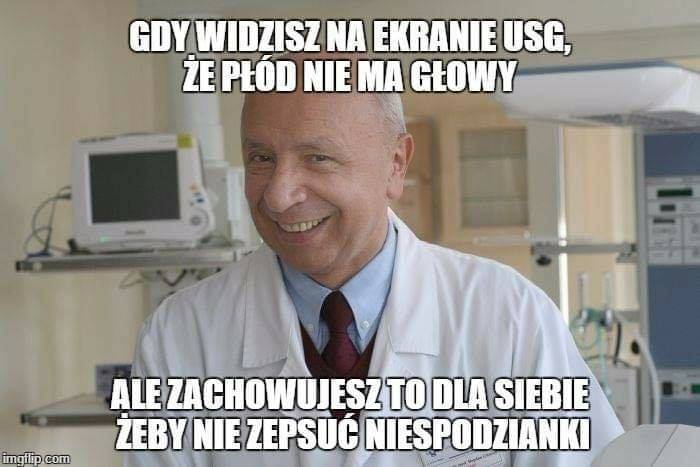 GDY WIDZISZ NA EKRANIE USG,
ŻE PŁÓD NIE MA GŁOWY
ALE ZACHOWUJESZ TO DLA SIEBIE
ŻEBY NIE ZEPSUĆ NIESPODZIANKI
imgflip.com